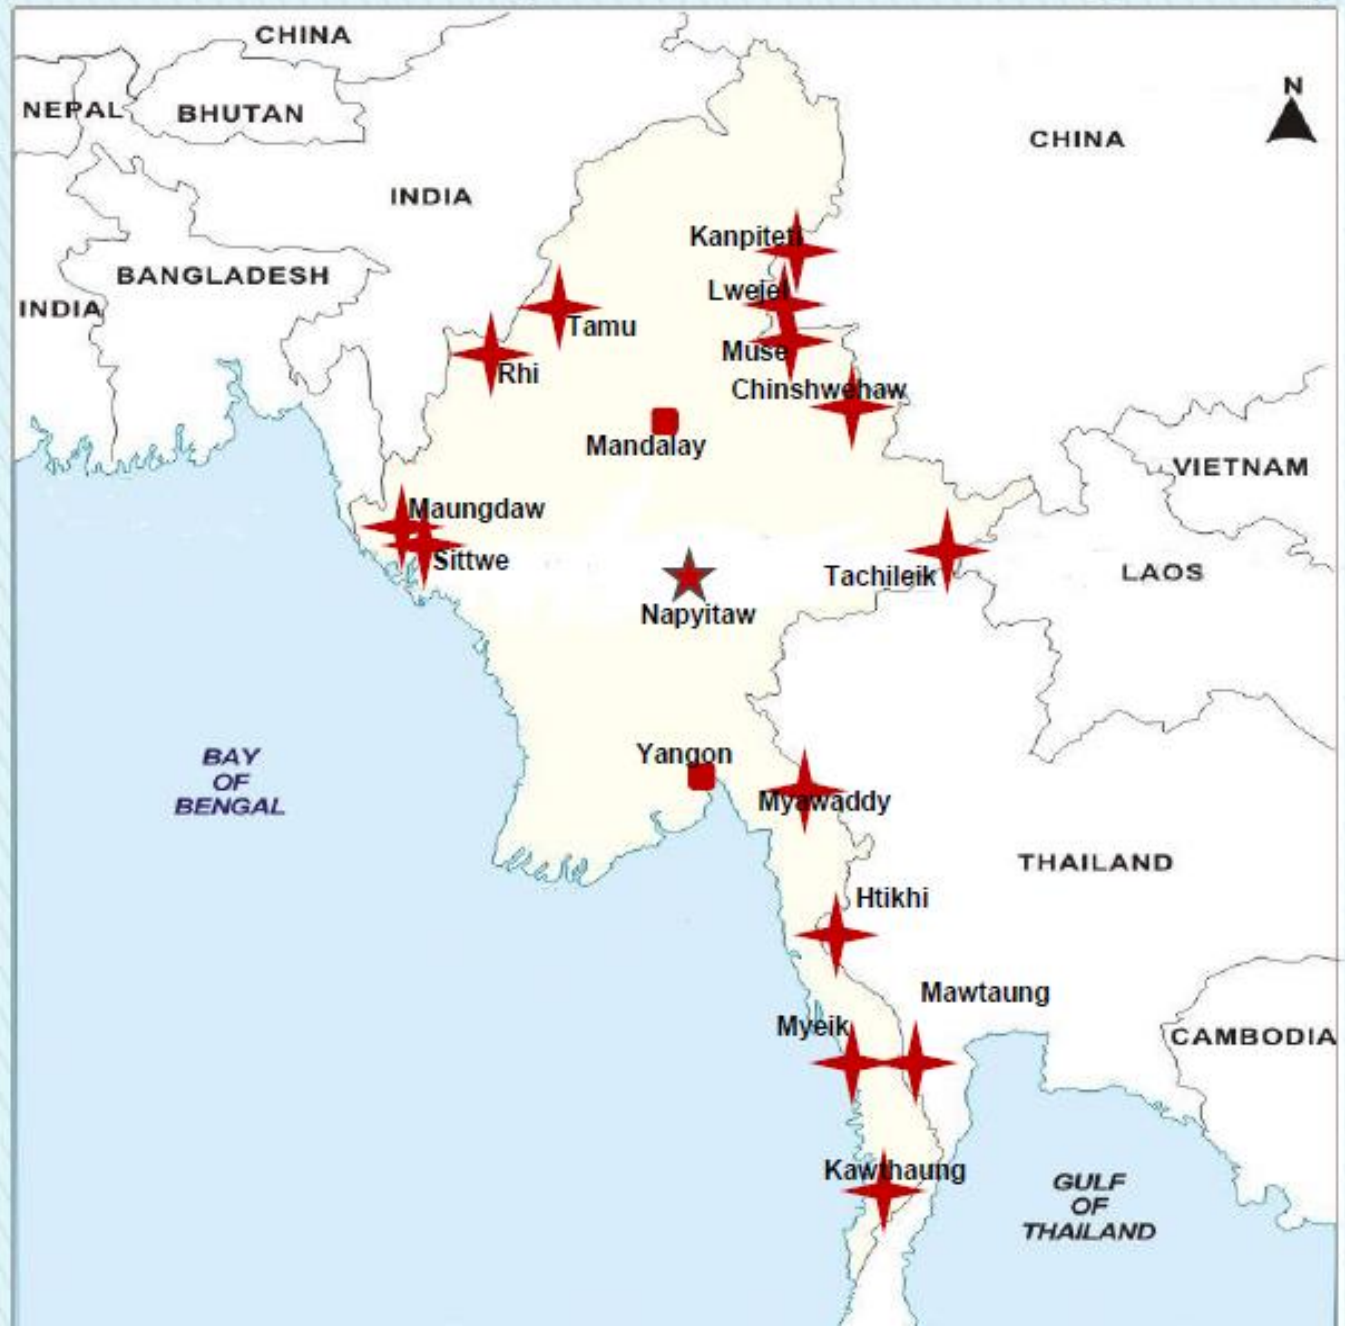 CHINA
N
NEPAL
BHUTAN
CHINA
INDIA
Kanpiteti
BANGLADESH
Lwejel
INDIA
Tamu
Muse
Rhi
Chinshwehaw
Mandalay
VIETNAM
Maungdaw
Sittwe
Tachileik
LAOS
Napyitaw
Yangon
BAY
OF
BENGAL
Myawaddy
THAILAND
Htikhi
Mawtaung
Myeik
CAMBODIA
Kawthaung
GULF
OF
THAILAND